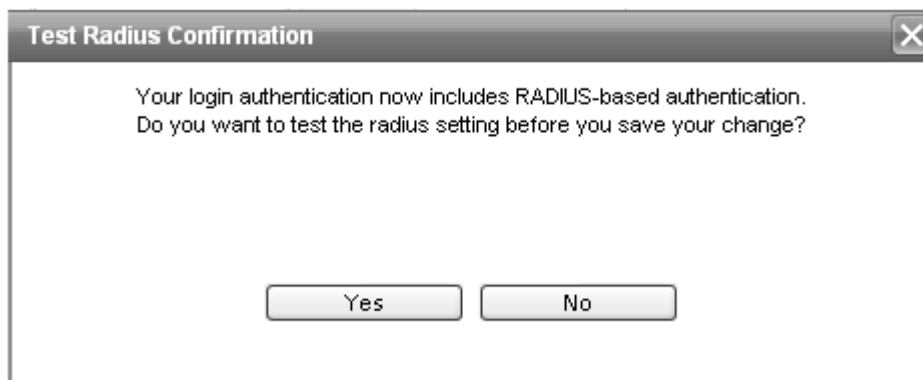 Test Radius Confirmation
Your login authentication now includes RADIUS-based authentication.
Do you want to test the radius setting before you save your change?
Yes
No